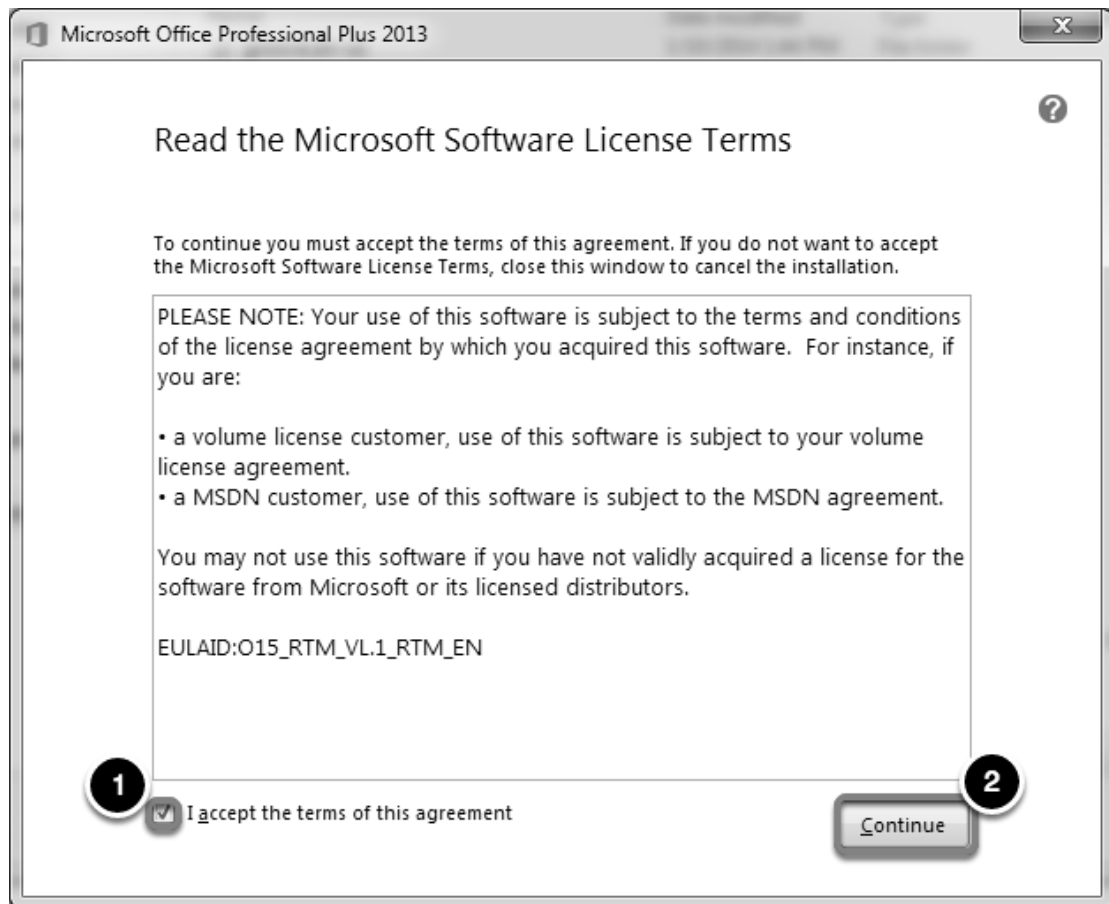 Microsoft Office Professional Plus 2013
X
?
Read the Microsoft Software License Terms
To continue you must accept the terms of this agreement. If you do not want to accept
the Microsoft Software License Terms, close this window to cancel the installation.
PLEASE NOTE: Your use of this software is subject to the terms and conditions
of the license agreement by which you acquired this software.  For instance, if
you are:
• a volume license customer, use of this software is subject to your volume
license agreement.
• a MSDN customer, use of this software is subject to the MSDN agreement.
You may not use this software if you have not validly acquired a license for the
software from Microsoft or its licensed distributors.
EULAID:O15_RTM_VL.1_RTM_EN
1
I accept the terms of this agreement
2
Continue